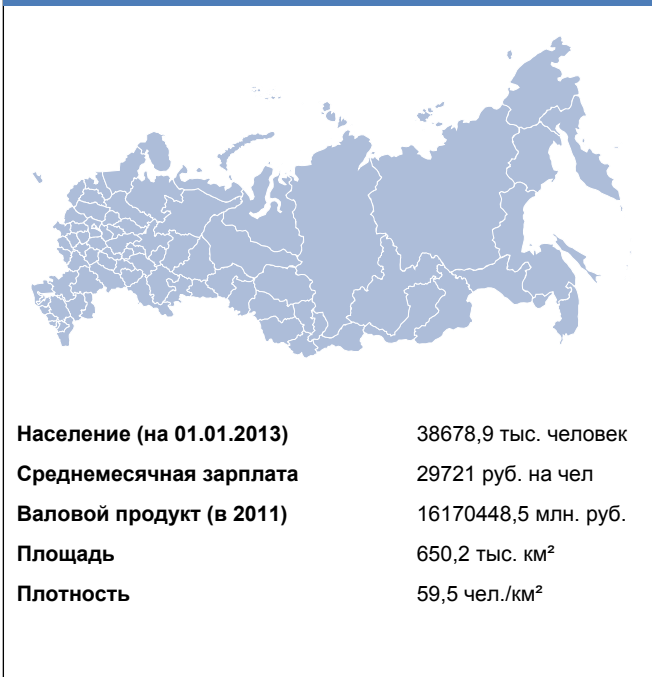 Население (на 01.01.2013) 38678,9 тыс. человек
Среднемесячная зарплата 29721 руб. на чел
Валовой продукт (в 2011) 16170448,5 млн. руб.
Площадь 650,2 тыс. км²
Плотность 59,5 чел./км²